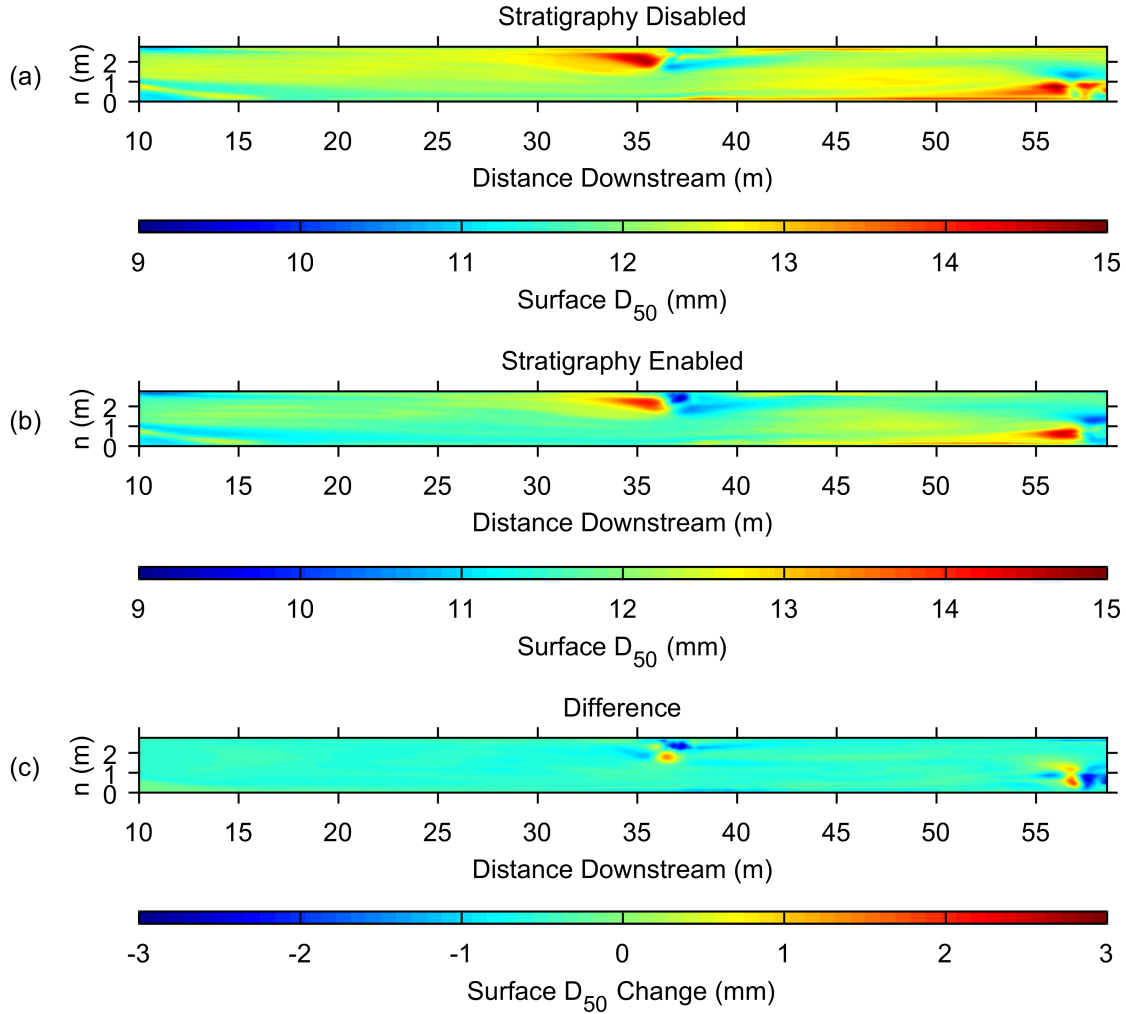 Stratigraphy Disabled
(a)
n (m)
2
1
0
10 15 20 25 30 35 40 45 50 55
Distance Downstream (m)
9 10 11 12 13 14 15
Surface D50 (mm)
Stratigraphy Enabled
(b)
n (m)
2
1
0
10 15 20 25 30 35 40 45 50 55
Distance Downstream (m)
9 10 11 12 13 14 15
Surface D50 (mm)
Difference
(c)
n (m)
2
1
0
10 15 20 25 30 35 40 45 50 55
Distance Downstream (m)
-3 -2 -1 0 1 2 3
Surface D50 Change (mm)